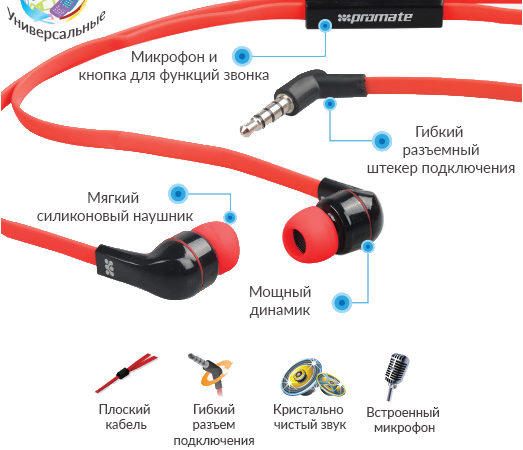 Универсальные
promate
Микрофон и
кнопка для функций звонка
Гибкий
разъемный
штекер подключения
Мягкий
силиконовый наушник
Мощный
динамик
Плоский
кабель
Гибкий
разъем
подключения
Кристально
чистый звук
Встроенный
микрофон